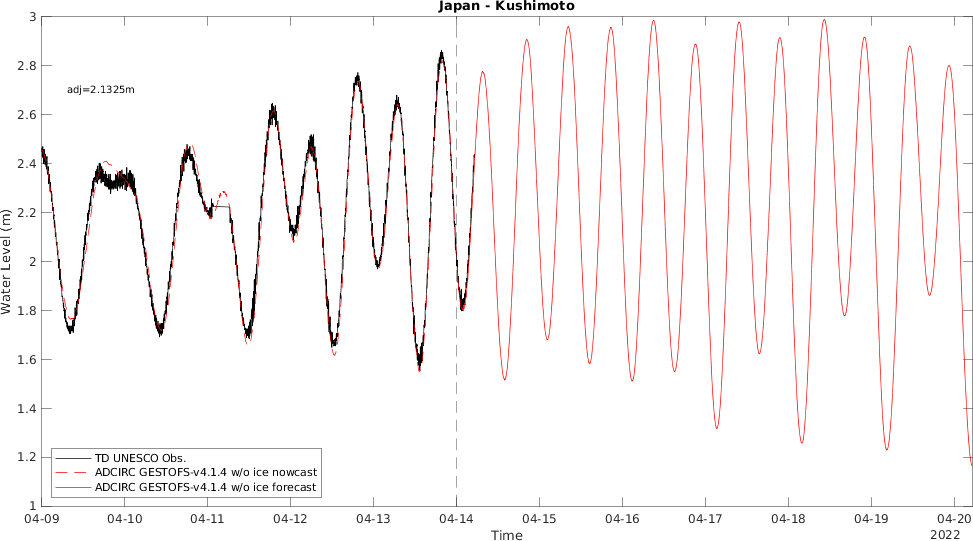 Japan - Kushimoto
3
2.8
adj=2.1325m
2.6
2.4
2.2
Water Level (m)
2
1.8
1.6
1.4
1.2
1
TD UNESCO Obs.
ADCIRC GESTOFS-v4.1.4 w/o ice nowcast
ADCIRC GESTOFS-v4.1.4 w/o ice forecast
04-09 04-10 04-11 04-12 04-13 04-14 04-15 04-16 04-17 04-18 04-19 04-20
Time
2022